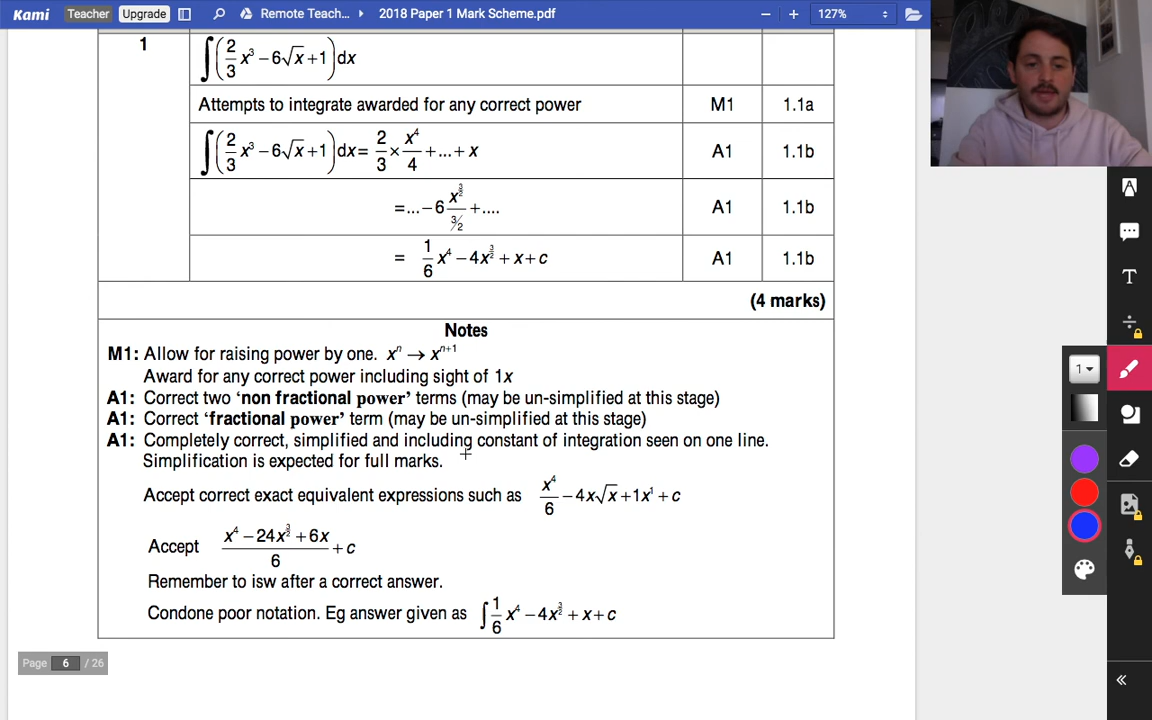 Kami Teacher Upgrade Remote Teach... 2018 Paper 1 Mark Scheme.pdf − + 127%
1 ∫(2/3 x³ − 6√x + 1) dx
Attempts to integrate awarded for any correct power M1 1.1a
∫(2/3 x³ − 6√x + 1) dx = 2/3 × x⁴/4 + ... + x A1 1.1b
= ... − 6 x^(3/2)/(3/2) + .... A1 1.1b
= 1/6 x⁴ − 4x^(3/2) + x + c A1 1.1b
(4 marks)
Notes
M1: Allow for raising power by one. xⁿ → xⁿ⁺¹
Award for any correct power including sight of 1x
A1: Correct two ‘non fractional power’ terms (may be un-simplified at this stage)
A1: Correct ‘fractional power’ term (may be un-simplified at this stage)
A1: Completely correct, simplified and including constant of integration seen on one line.
Simplification is expected for full marks.
Accept correct exact equivalent expressions such as x⁴/6 − 4x√x + 1x¹ + c
Accept (x⁴ − 24x^(3/2) + 6x)/6 + c
Remember to isw after a correct answer.
Condone poor notation. Eg answer given as ∫1/6 x⁴ − 4x^(3/2) + x + c
Page 6 / 26
1
T